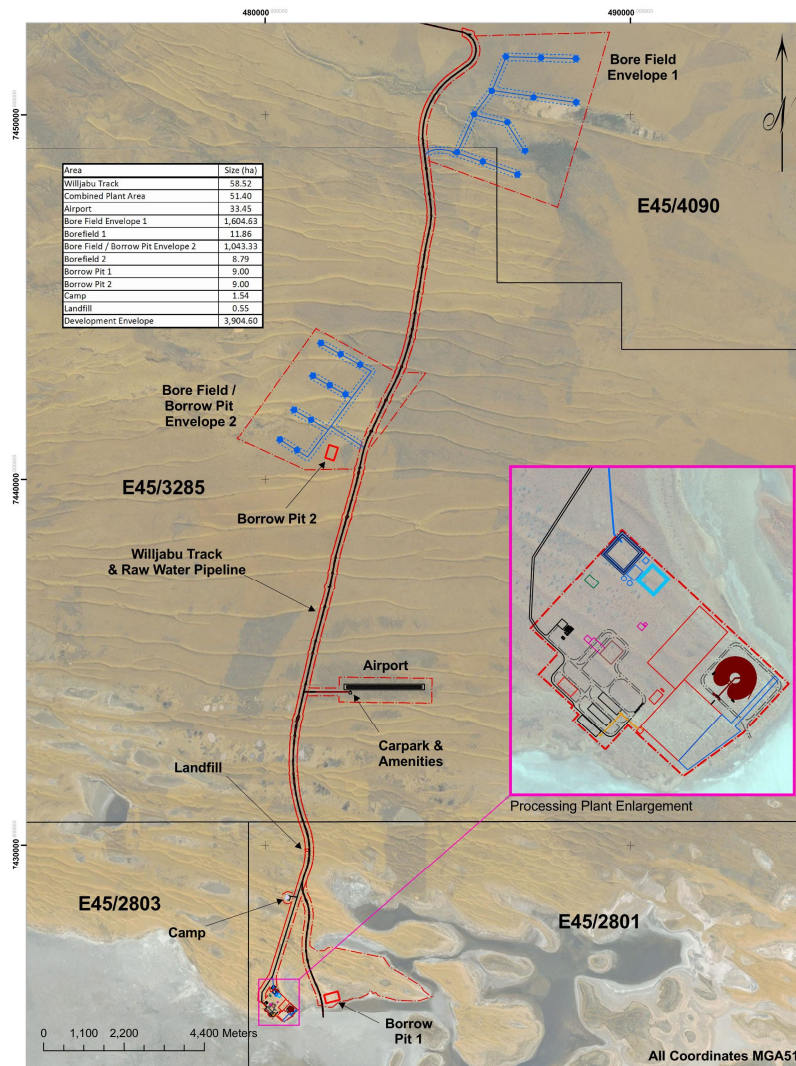 480000
490000
Bore Field
Envelope 1
7450000
Area Size (ha)
Willjabu Track 58.52
Combined Plant Area 51.40
Airport 33.45
Bore Field Envelope 1 1,604.63
Borefield 1 11.86
Bore Field / Borrow Pit Envelope 2 1,043.33
Borefield 2 8.79
Borrow Pit 1 9.00
Borrow Pit 2 9.00
Camp 1.54
Landfill 0.55
Development Envelope 3,904.60
E45/4090
Bore Field /
Borrow Pit
Envelope 2
7440000
E45/3285
Borrow Pit 2
Willjabu Track
& Raw Water Pipeline
Airport
Carpark &
Amenities
Landfill
Processing Plant Enlargement
7430000
E45/2803
Camp
E45/2801
0 1,100 2,200 4,400 Meters
Borrow
Pit 1
All Coordinates MGA51